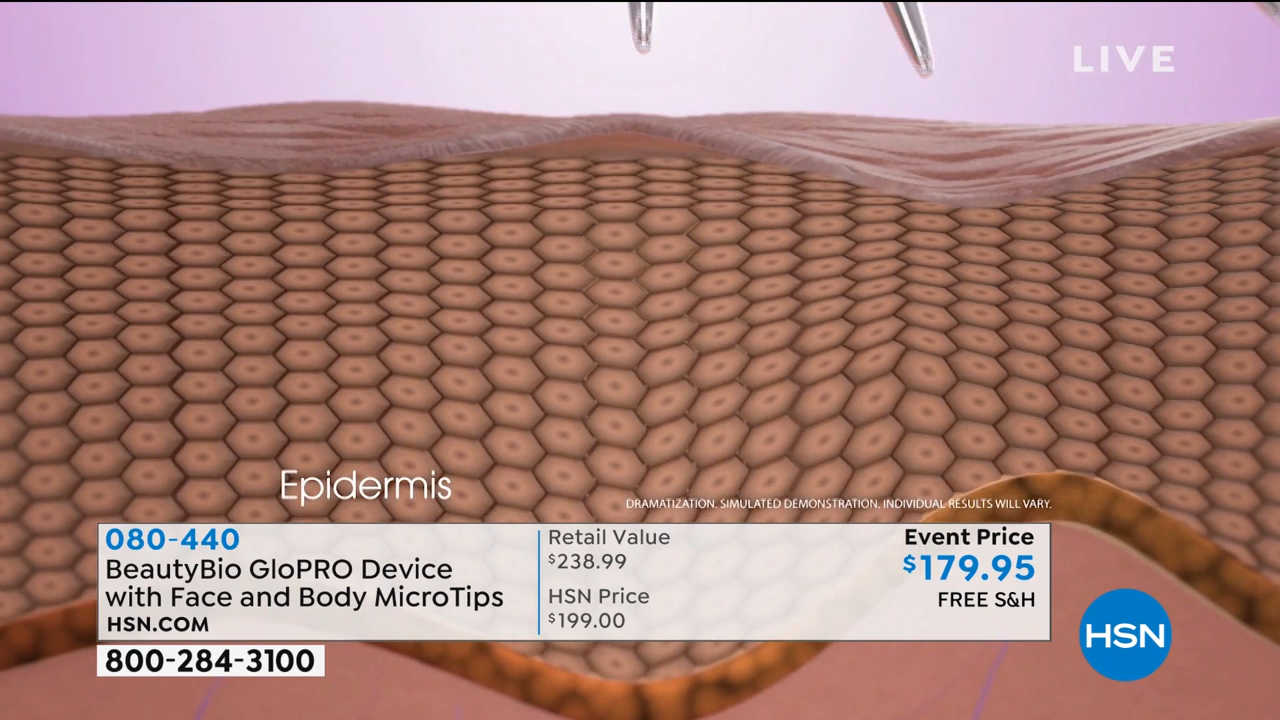 LIVE
Epidermis
DRAMATIZATION. SIMULATED DEMONSTRATION. INDIVIDUAL RESULTS WILL VARY.
080-440
BeautyBio GloPRO Device
with Face and Body MicroTips
HSN.COM
Retail Value
$238.99
HSN Price
$199.00
Event Price
$179.95
FREE S&H
800-284-3100
HSN